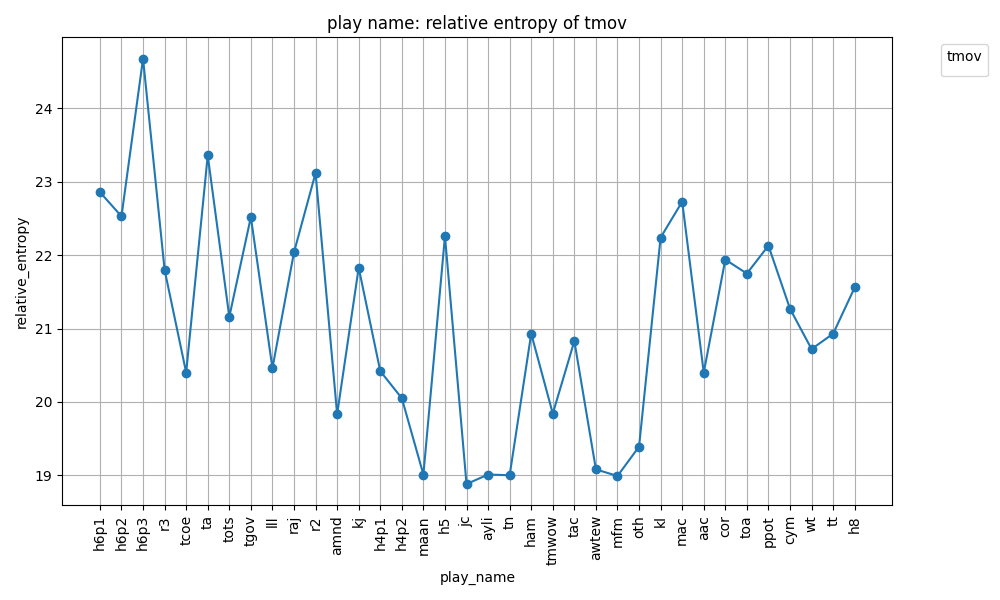 play name: relative entropy of tmov
tmov
24
23
22
21
20
19
relative_entropy
h6p1
h6p2
h6p3
r3
tcoe
ta
tots
tgov
lll
raj
r2
amnd
kj
h4p1
h4p2
maan
h5
jc
ayli
tn
ham
tmwow
tac
awtew
mfm
oth
kl
mac
aac
cor
toa
ppot
cym
wt
tt
h8
play_name